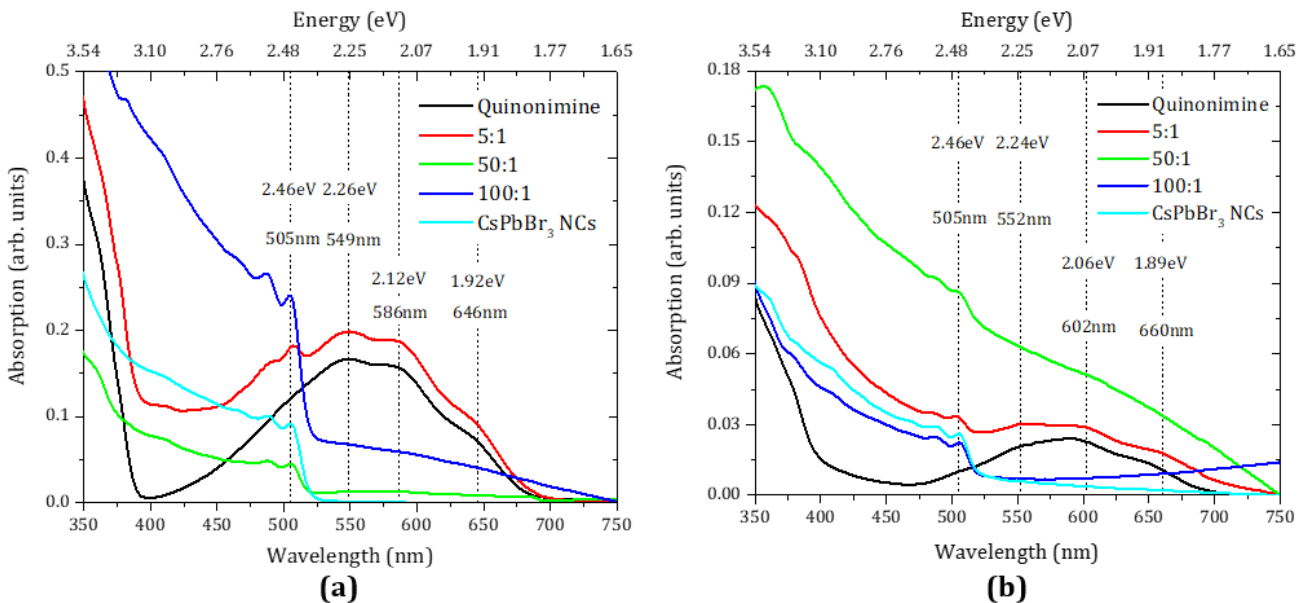 Energy (eV)
3.54 3.10 2.76 2.48 2.25 2.07 1.91 1.77 1.65
(a)
Absorption (arb. units)
0.5
0.4
0.3
0.2
0.1
0.0
Quinonimine
5:1
50:1
100:1
CsPbBr₃ NCs
2.46eV 2.26eV
505nm 549nm
2.12eV 1.92eV
586nm 646nm
350 400 450 500 550 600 650 700 750
Wavelength (nm)
(a)
Energy (eV)
3.54 3.10 2.76 2.48 2.25 2.07 1.91 1.77 1.65
(b)
Absorption (arb. units)
0.18
0.15
0.12
0.09
0.06
0.03
0.00
Quinonimine
5:1
50:1
100:1
CsPbBr₃ NCs
2.46eV 2.24eV
505nm 552nm
2.06eV 1.89eV
602nm 660nm
350 400 450 500 550 600 650 700 750
Wavelength (nm)
(b)